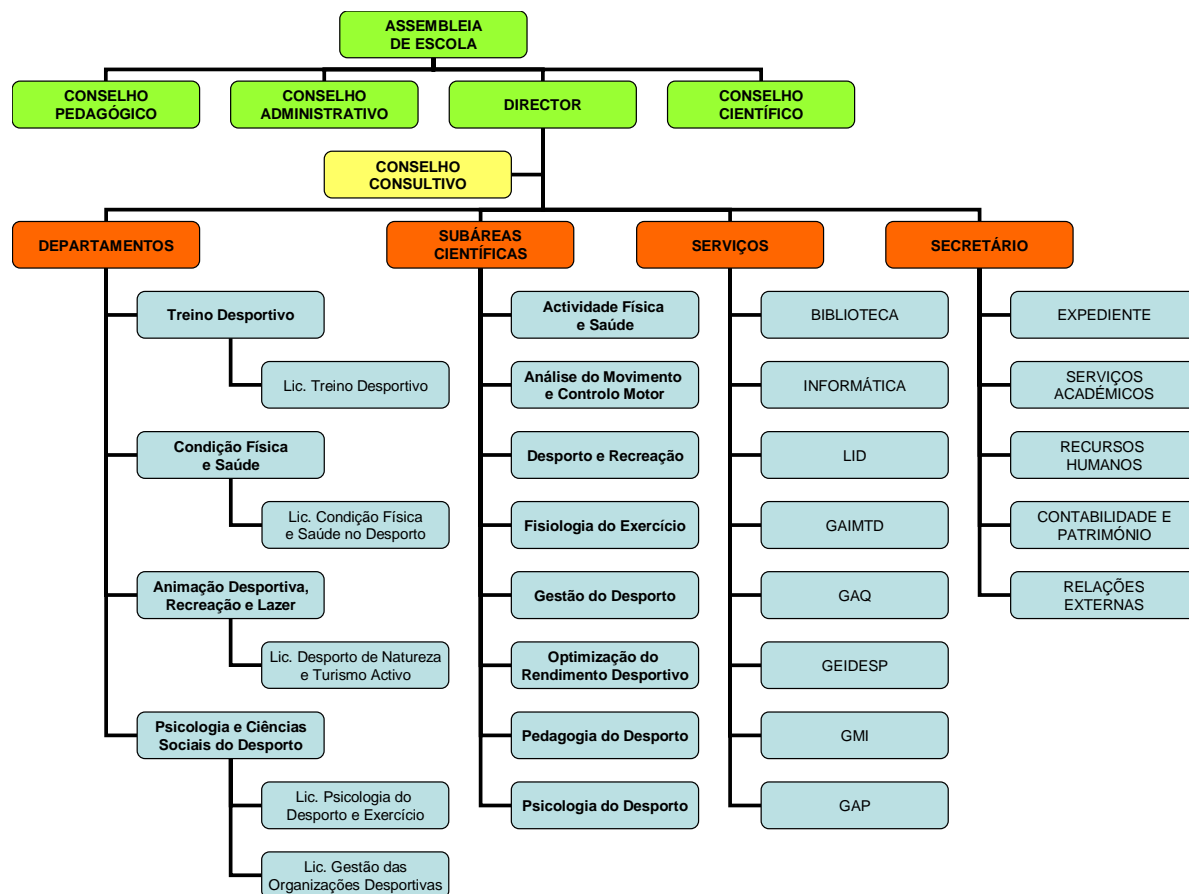 ASSEMBLEIA
DE ESCOLA
CONSELHO
PEDAGÓGICO
CONSELHO
ADMINISTRATIVO
DIRECTOR
CONSELHO
CIENTÍFICO
CONSELHO
CONSULTIVO
DEPARTAMENTOS
SUBÁREAS
CIENTÍFICAS
SERVIÇOS
SECRETÁRIO
Treino Desportivo
Lic. Treino Desportivo
Condição Física
e Saúde
Lic. Condição Física
e Saúde no Desporto
Animação Desportiva,
Recreação e Lazer
Lic. Desporto de Natureza
e Turismo Activo
Psicologia e Ciências
Sociais do Desporto
Lic. Psicologia do
Desporto e Exercício
Lic. Gestão das
Organizações Desportivas
Actividade Física
e Saúde
Análise do Movimento
e Controlo Motor
Desporto e Recreação
Fisiologia do Exercício
Gestão do Desporto
Optimização do
Rendimento Desportivo
Pedagogia do Desporto
Psicologia do Desporto
BIBLIOTECA
INFORMÁTICA
LID
GAIMTD
GAQ
GEIDESP
GMI
GAP
EXPEDIENTE
SERVIÇOS
ACADÉMICOS
RECURSOS
HUMANOS
CONTABILIDADE E
PATRIMÓNIO
RELAÇÕES
EXTERNAS